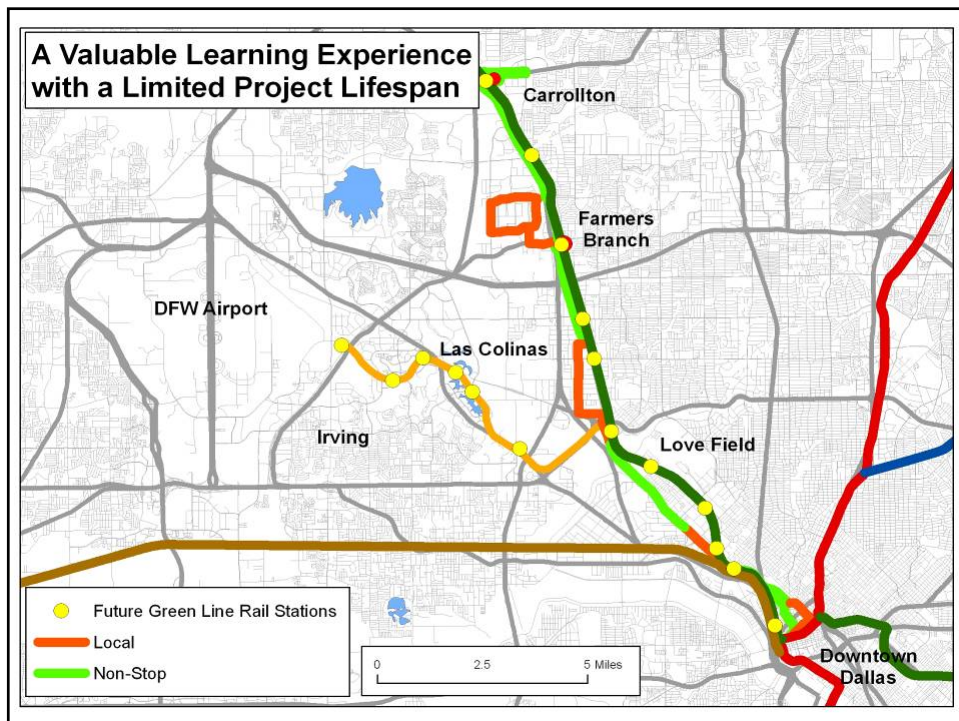 A Valuable Learning Experience
with a Limited Project Lifespan
Carrollton
Farmers
Branch
DFW Airport
Las Colinas
Irving
Love Field
Future Green Line Rail Stations
Local
Non-Stop
0 2.5 5 Miles
Downtown
Dallas